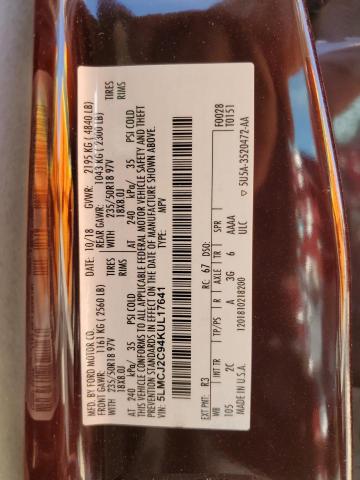 MFD. BY FORD MOTOR CO.
DATE: 10/18 GVWR: 2195 KG ( 4840 LB)
FRONT GAWR: 1161 KG ( 2560 LB) REAR GAWR: 1043 KG ( 2300 LB)
WITH 235/50R18 97V TIRES WITH 235/50R18 97V TIRES
18X8.0J RIMS 18X8.0J RIMS
AT 240 kPa/ 35 PSI COLD AT 240 kPa/ 35 PSI COLD
THIS VEHICLE CONFORMS TO ALL APPLICABLE FEDERAL MOTOR VEHICLE SAFETY AND THEFT
PREVENTION STANDARDS IN EFFECT ON THE DATE OF MANUFACTURE SHOWN ABOVE.
VIN: 5LMCJ2C94KUL17641
TYPE: MPV
F0028
T0151
EXT PNT: R3 RC: 67 DSO:
WB INT TR TP/PS R AXLE TR SPR
105 2C A 3G 6 AAAA
MADE IN U.S.A. ULC
12018102182​00 5U5A-3520472-AA